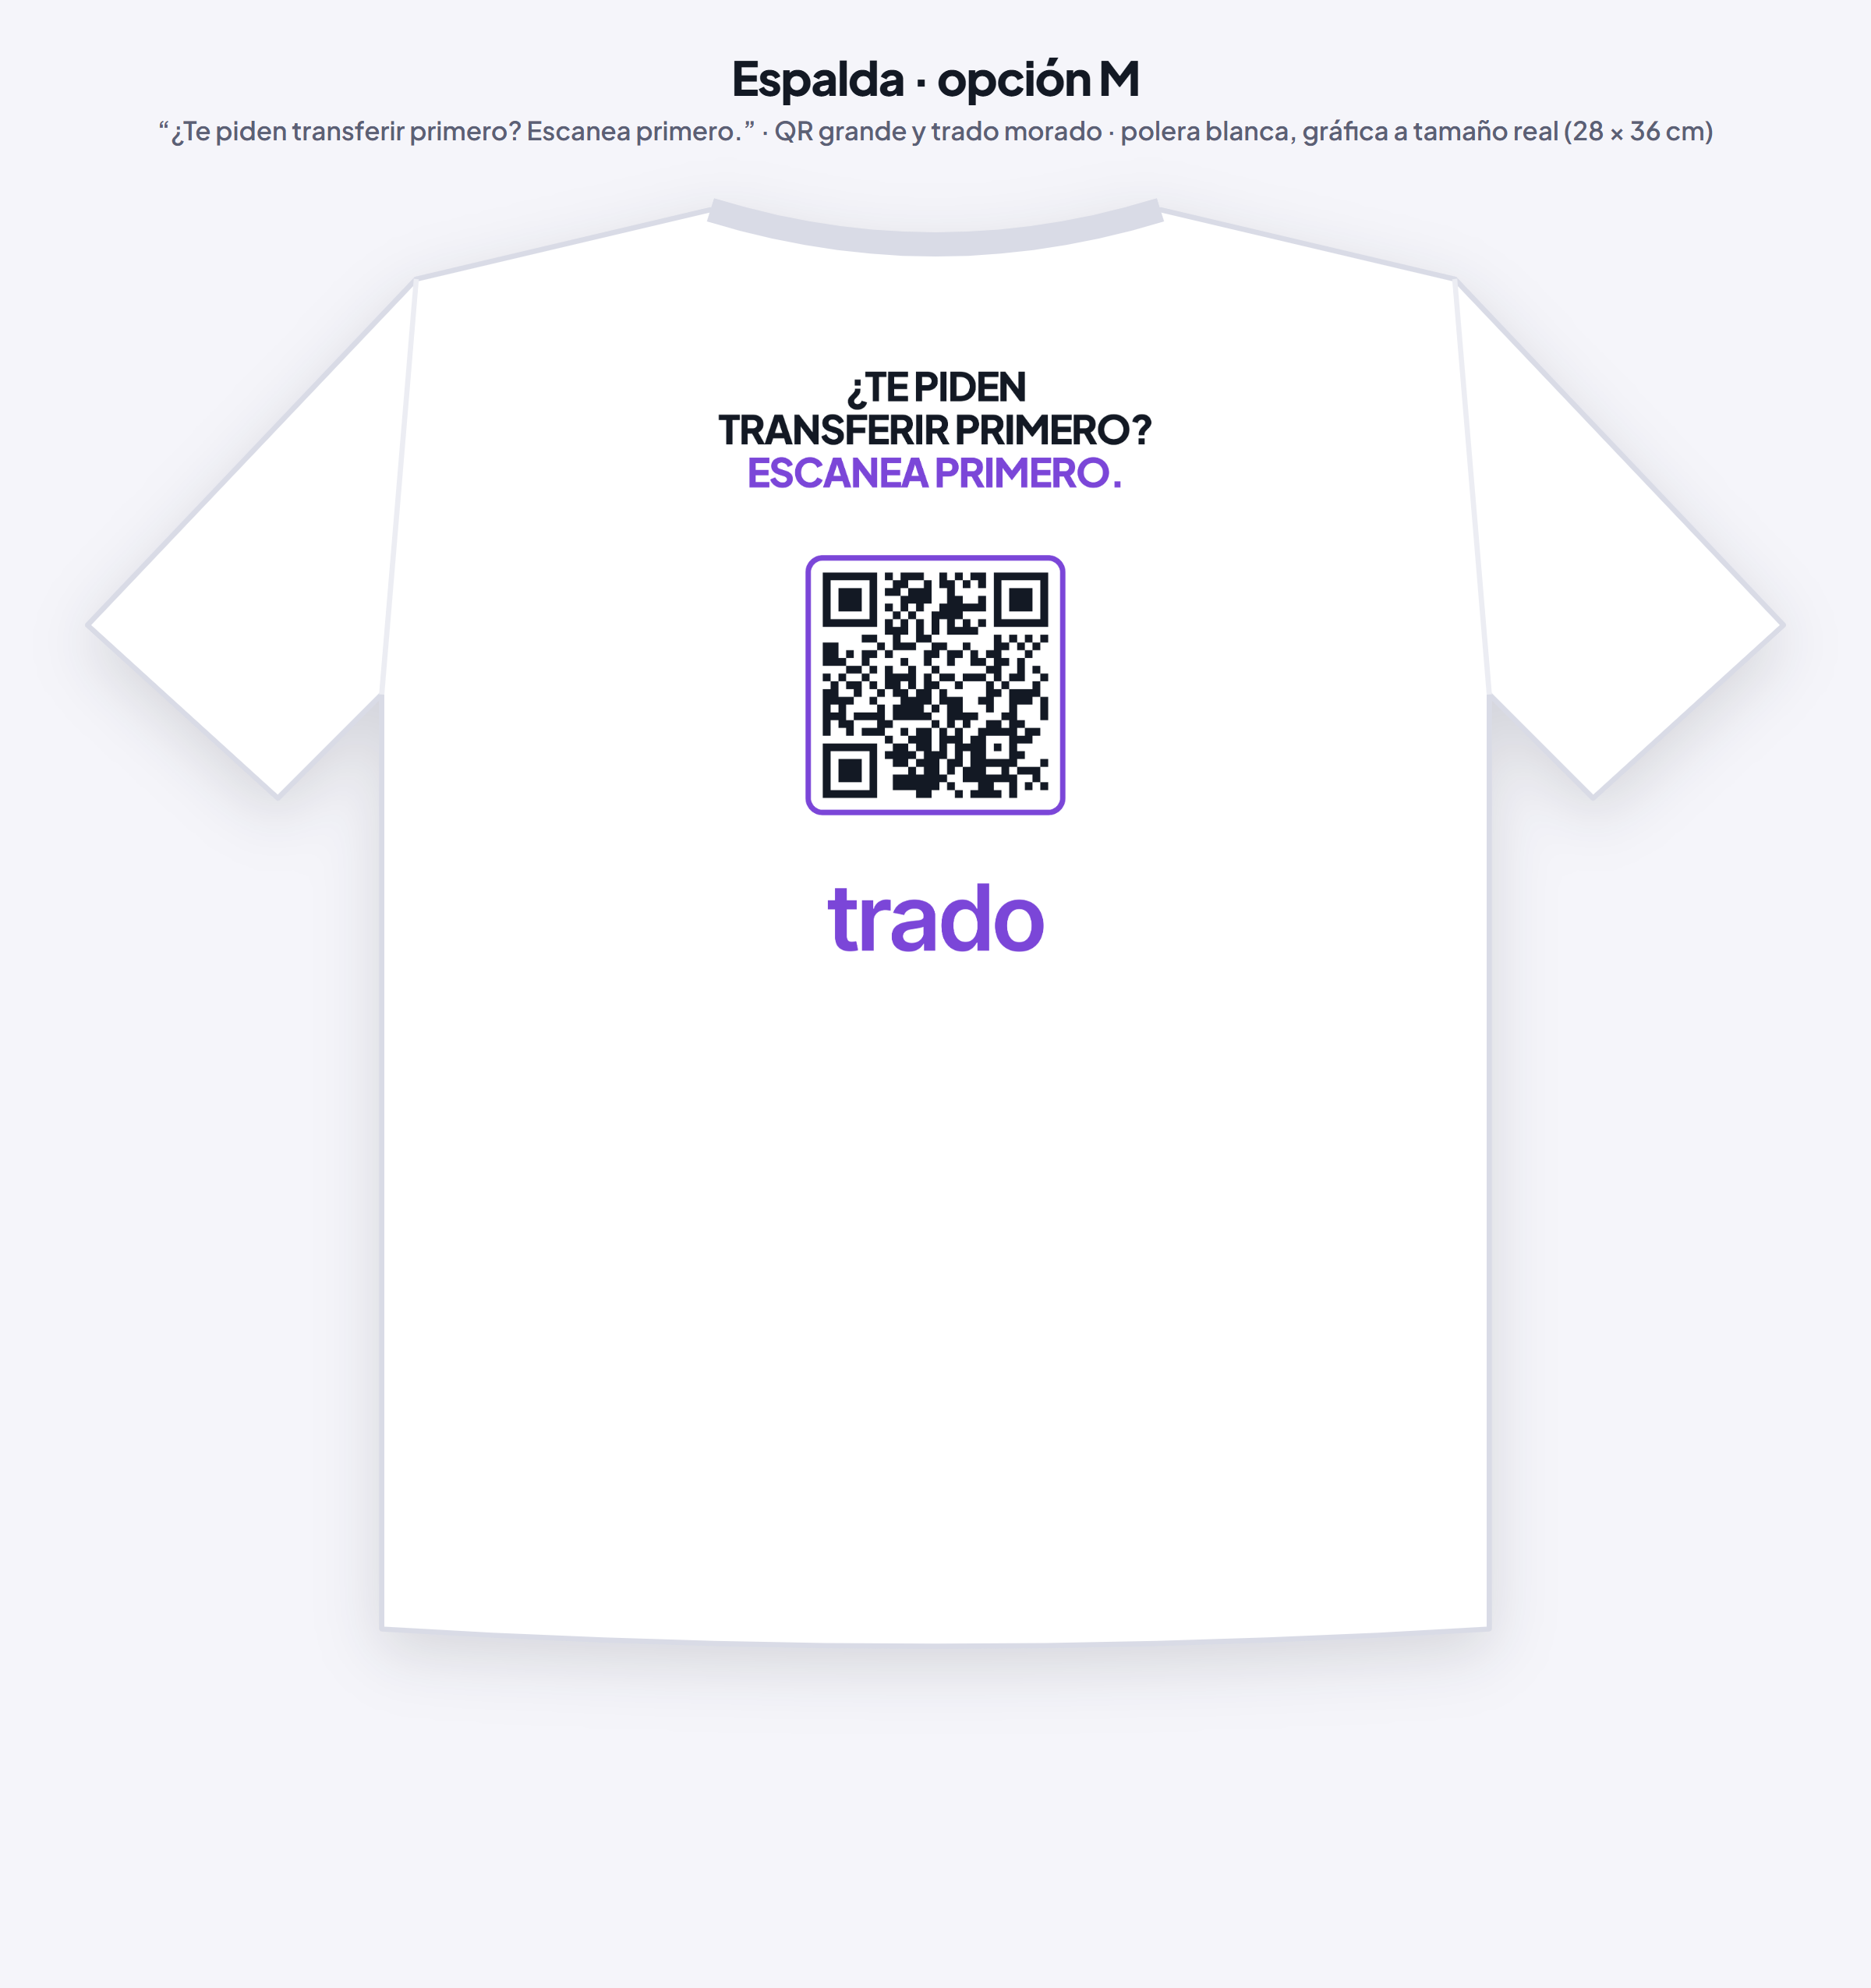 Espalda · opción M
“¿Te piden transferir primero? Escanea primero.” · QR grande y trado morado · polera blanca, gráfica a tamaño real (28 × 36 cm)
¿TE PIDEN
TRANSFERIR PRIMERO?
ESCANEA PRIMERO.
trado